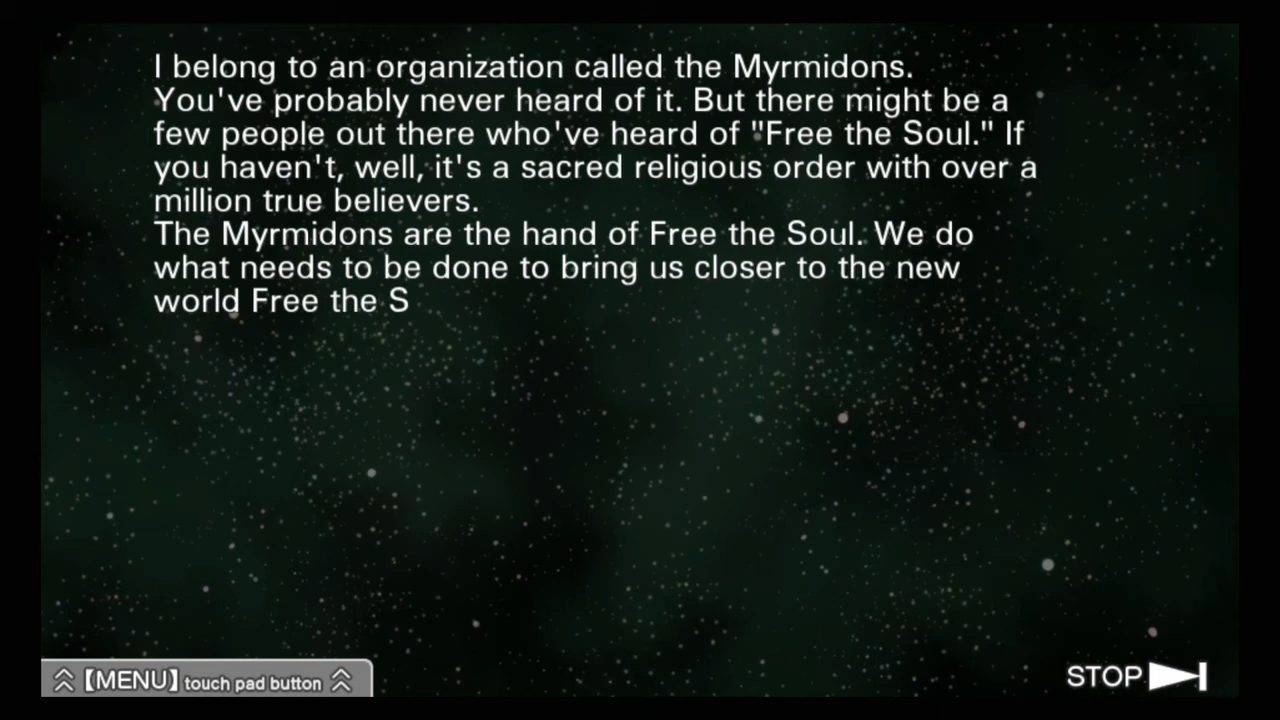 I belong to an organization called the Myrmidons.
You've probably never heard of it. But there might be a
few people out there who've heard of "Free the Soul." If
you haven't, well, it's a sacred religious order with over a
million true believers.
The Myrmidons are the hand of Free the Soul. We do
what needs to be done to bring us closer to the new
world Free the S
【MENU】 touch pad button
STOP